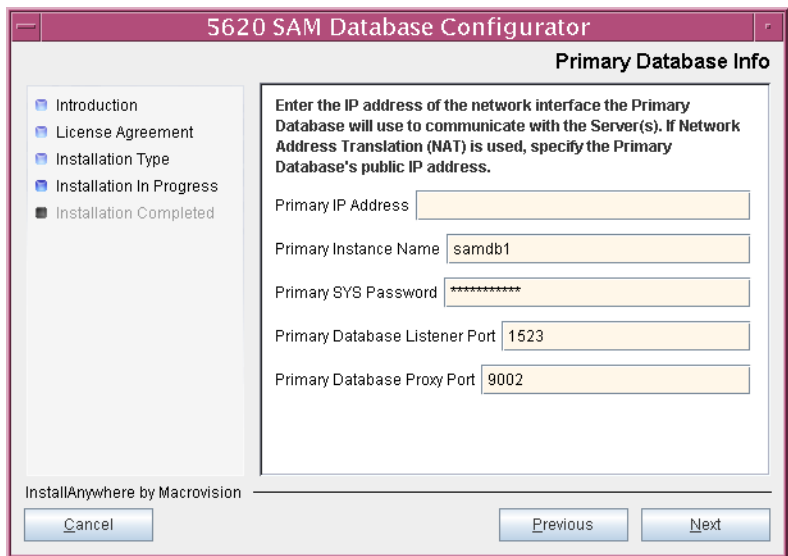 5620 SAM Database Configurator
Primary Database Info
Introduction
License Agreement
Installation Type
Installation In Progress
Installation Completed
Enter the IP address of the network interface the Primary
Database will use to communicate with the Server(s). If Network
Address Translation (NAT) is used, specify the Primary
Database's public IP address.
Primary IP Address
Primary Instance Name samdb1
Primary SYS Password ***********
Primary Database Listener Port 1523
Primary Database Proxy Port 9002
InstallAnywhere by Macrovision
Cancel Previous Next